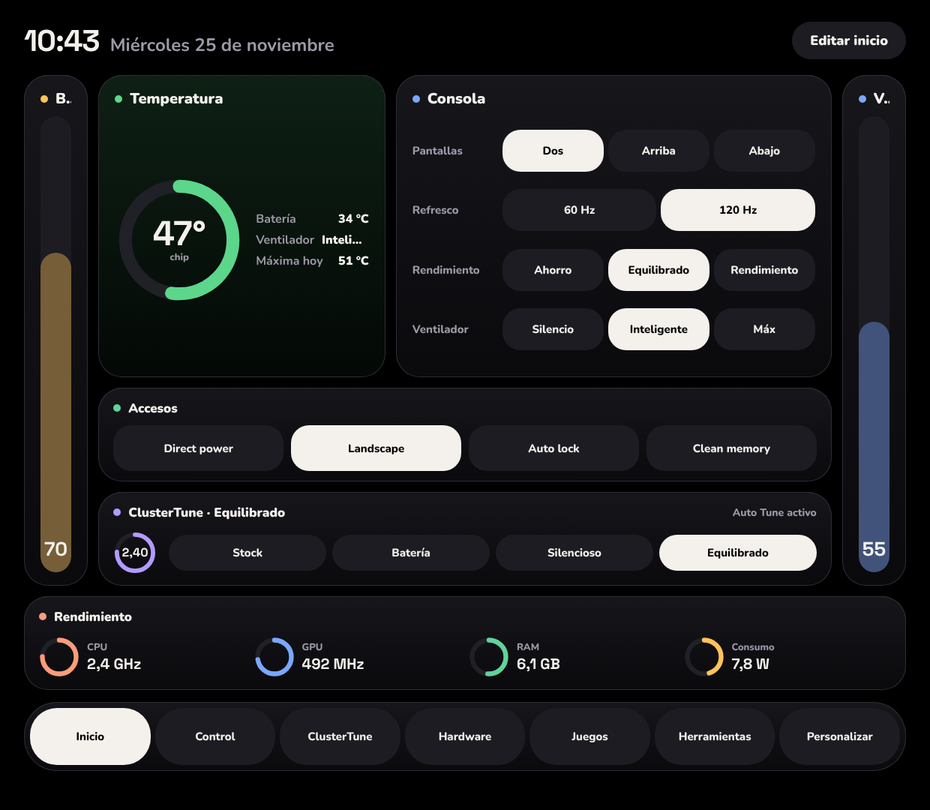 10:43 Miércoles 25 de noviembre
Editar inicio
B..
70
Temperatura
47°
chip
Batería 34 °C
Ventilador Inteli...
Máxima hoy 51 °C
Consola
Pantallas Dos Arriba Abajo
Refresco 60 Hz 120 Hz
Rendimiento Ahorro Equilibrado Rendimiento
Ventilador Silencio Inteligente Máx
V..
55
Accesos
Direct power Landscape Auto lock Clean memory
ClusterTune · Equilibrado Auto Tune activo
2,40 Stock Batería Silencioso Equilibrado
Rendimiento
CPU
2,4 GHz
GPU
492 MHz
RAM
6,1 GB
Consumo
7,8 W
Inicio Control ClusterTune Hardware Juegos Herramientas Personalizar